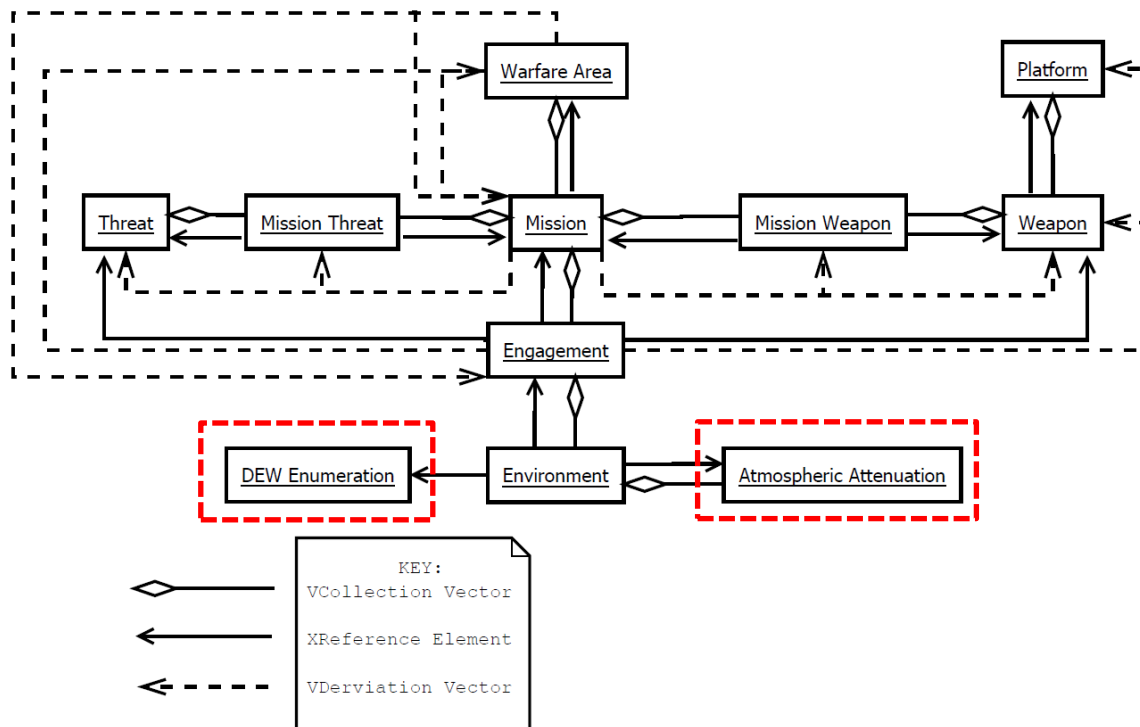 Warfare Area
Platform
Threat
Mission Threat
Mission
Mission Weapon
Weapon
Engagement
DEW Enumeration
Environment
Atmospheric Attenuation
KEY:
VCollection Vector
XReference Element
VDerviation Vector